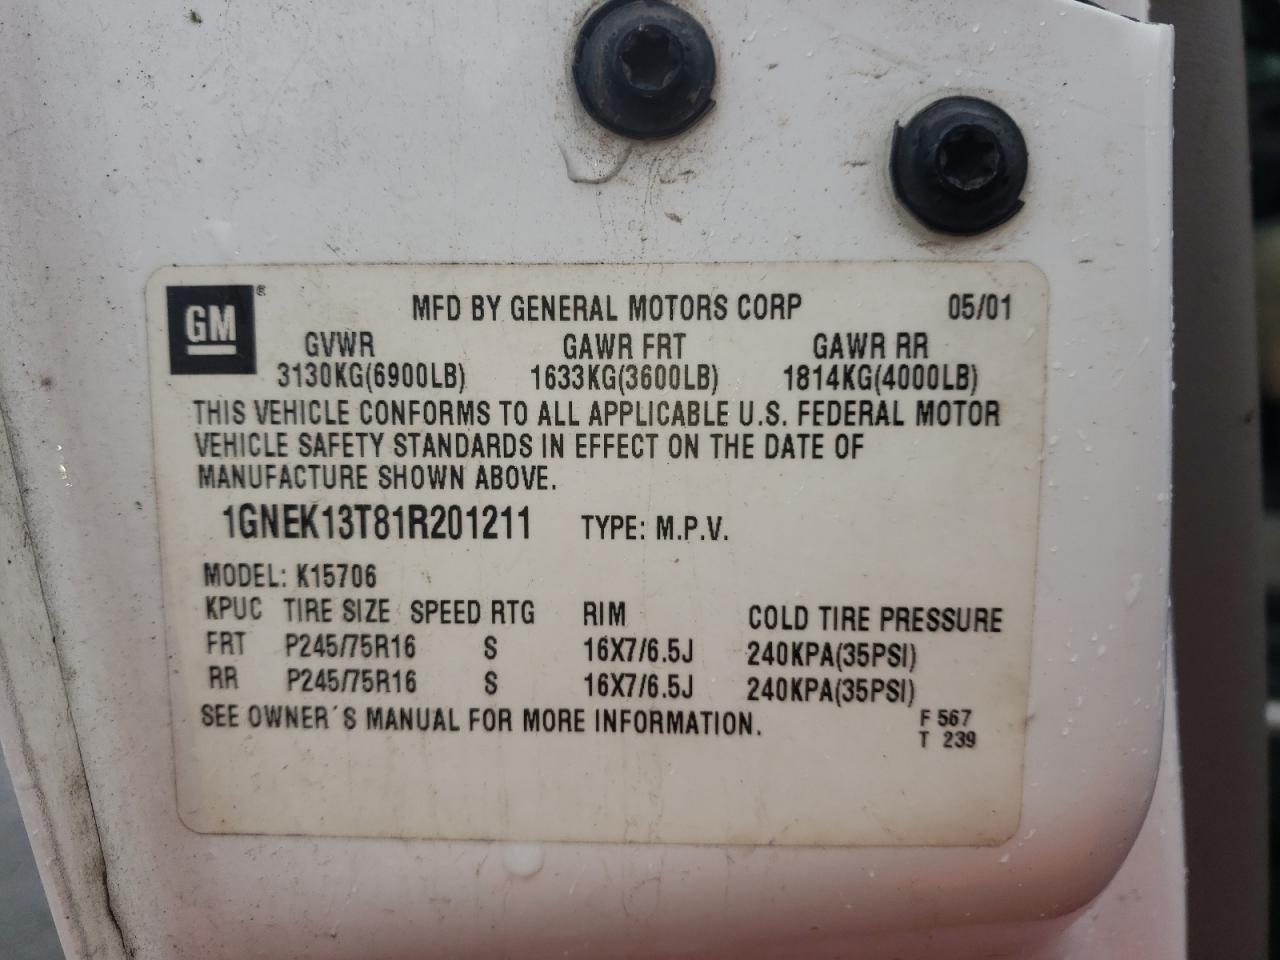 GM® MFD BY GENERAL MOTORS CORP 05/01
GVWR GAWR FRT GAWR RR
3130KG(6900LB) 1633KG(3600LB) 1814KG(4000LB)
THIS VEHICLE CONFORMS TO ALL APPLICABLE U.S. FEDERAL MOTOR
VEHICLE SAFETY STANDARDS IN EFFECT ON THE DATE OF
MANUFACTURE SHOWN ABOVE.
1GNEK13T81R201211 TYPE: M.P.V.
MODEL: K15706
KPUC TIRE SIZE SPEED RTG RIM COLD TIRE PRESSURE
FRT P245/75R16 S 16X7/6.5J 240KPA(35PSI)
RR P245/75R16 S 16X7/6.5J 240KPA(35PSI)
SEE OWNER´S MANUAL FOR MORE INFORMATION. F 567
T 239